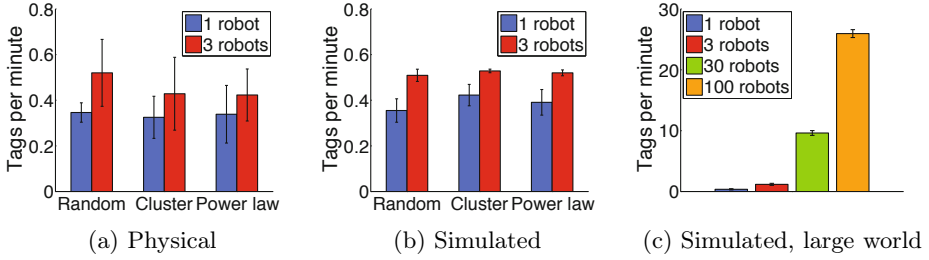 Tags per minute
0.8
0.6
0.4
0.2
0
1 robot
3 robots
Random Cluster Power law
(a) Physical
Tags per minute
0.8
0.6
0.4
0.2
0
1 robot
3 robots
Random Cluster Power law
(b) Simulated
Tags per minute
30
20
10
0
1 robot
3 robots
30 robots
100 robots
(c) Simulated, large world